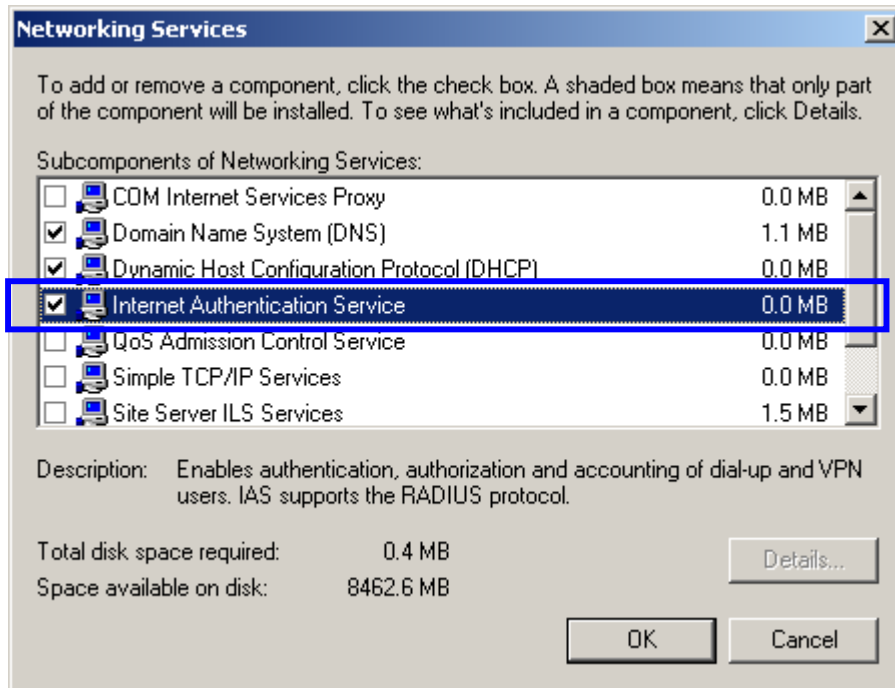 Networking Services
To add or remove a component, click the check box. A shaded box means that only part
of the component will be installed. To see what's included in a component, click Details.
Subcomponents of Networking Services:
COM Internet Services Proxy 0.0 MB
Domain Name System (DNS) 1.1 MB
Dynamic Host Configuration Protocol (DHCP) 0.0 MB
Internet Authentication Service 0.0 MB
QoS Admission Control Service 0.0 MB
Simple TCP/IP Services 0.0 MB
Site Server ILS Services 1.5 MB
Description: Enables authentication, authorization and accounting of dial-up and VPN
users. IAS supports the RADIUS protocol.
Total disk space required: 0.4 MB
Space available on disk: 8462.6 MB
Details...
OK Cancel